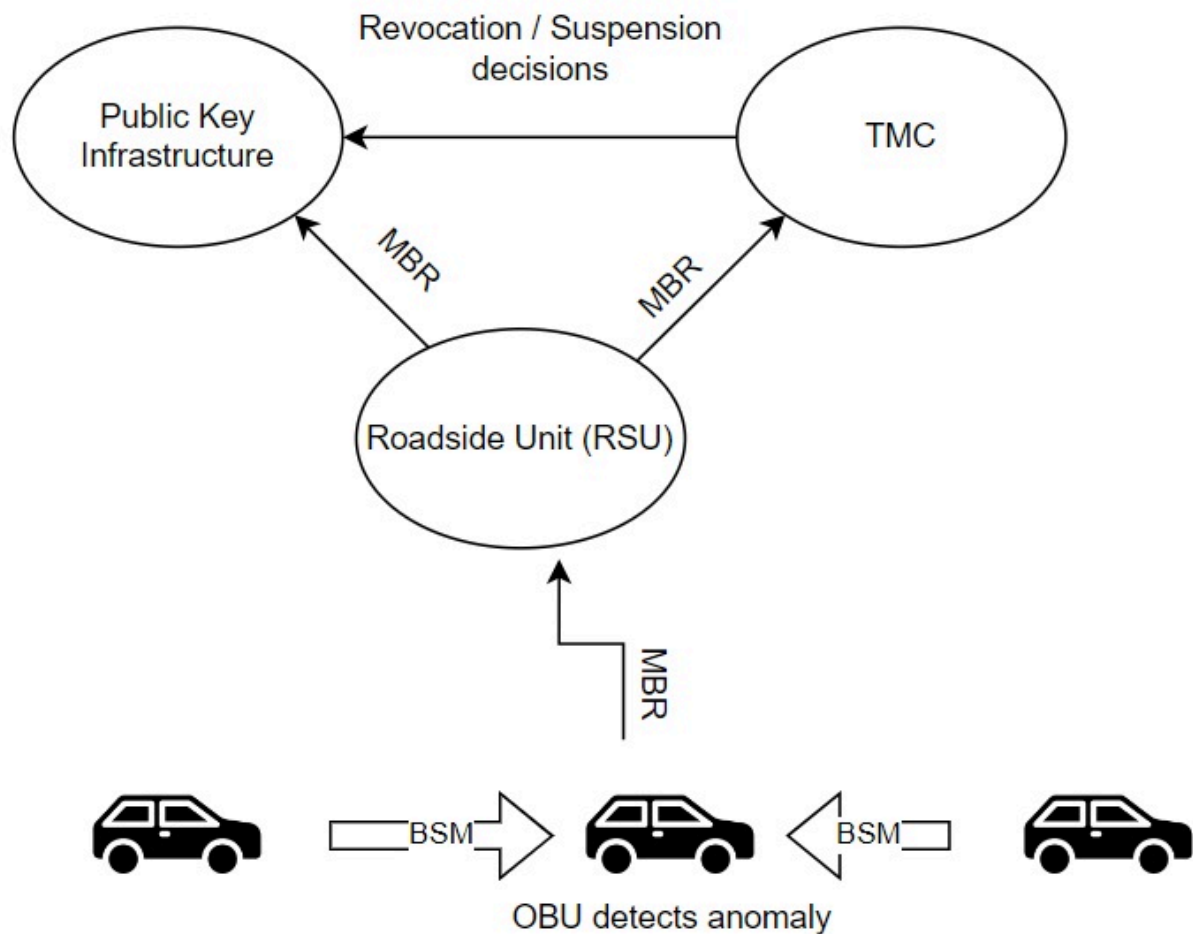 Revocation / Suspension
decisions
Public Key
Infrastructure
TMC
MBR
MBR
Roadside Unit (RSU)
MBR
BSM
BSM
OBU detects anomaly